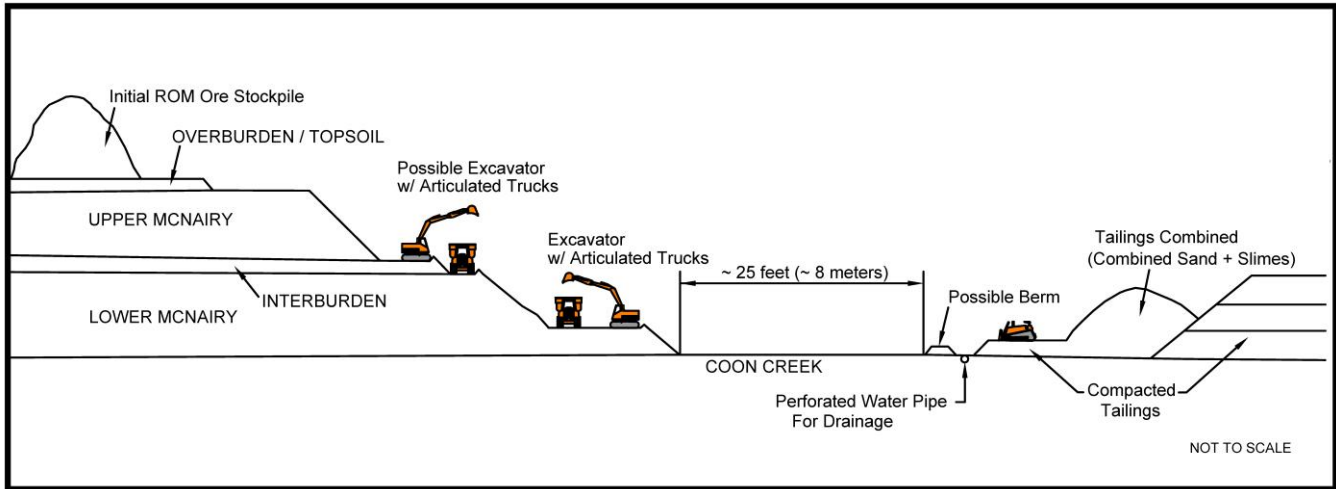 Initial ROM Ore Stockpile
OVERBURDEN / TOPSOIL
Possible Excavator
w/ Articulated Trucks
UPPER MCNAIRY
Excavator
w/ Articulated Trucks
INTERBURDEN
LOWER MCNAIRY
~ 25 feet (~ 8 meters)
Tailings Combined
(Combined Sand + Slimes)
Possible Berm
COON CREEK
Perforated Water Pipe
For Drainage
Compacted
Tailings
NOT TO SCALE